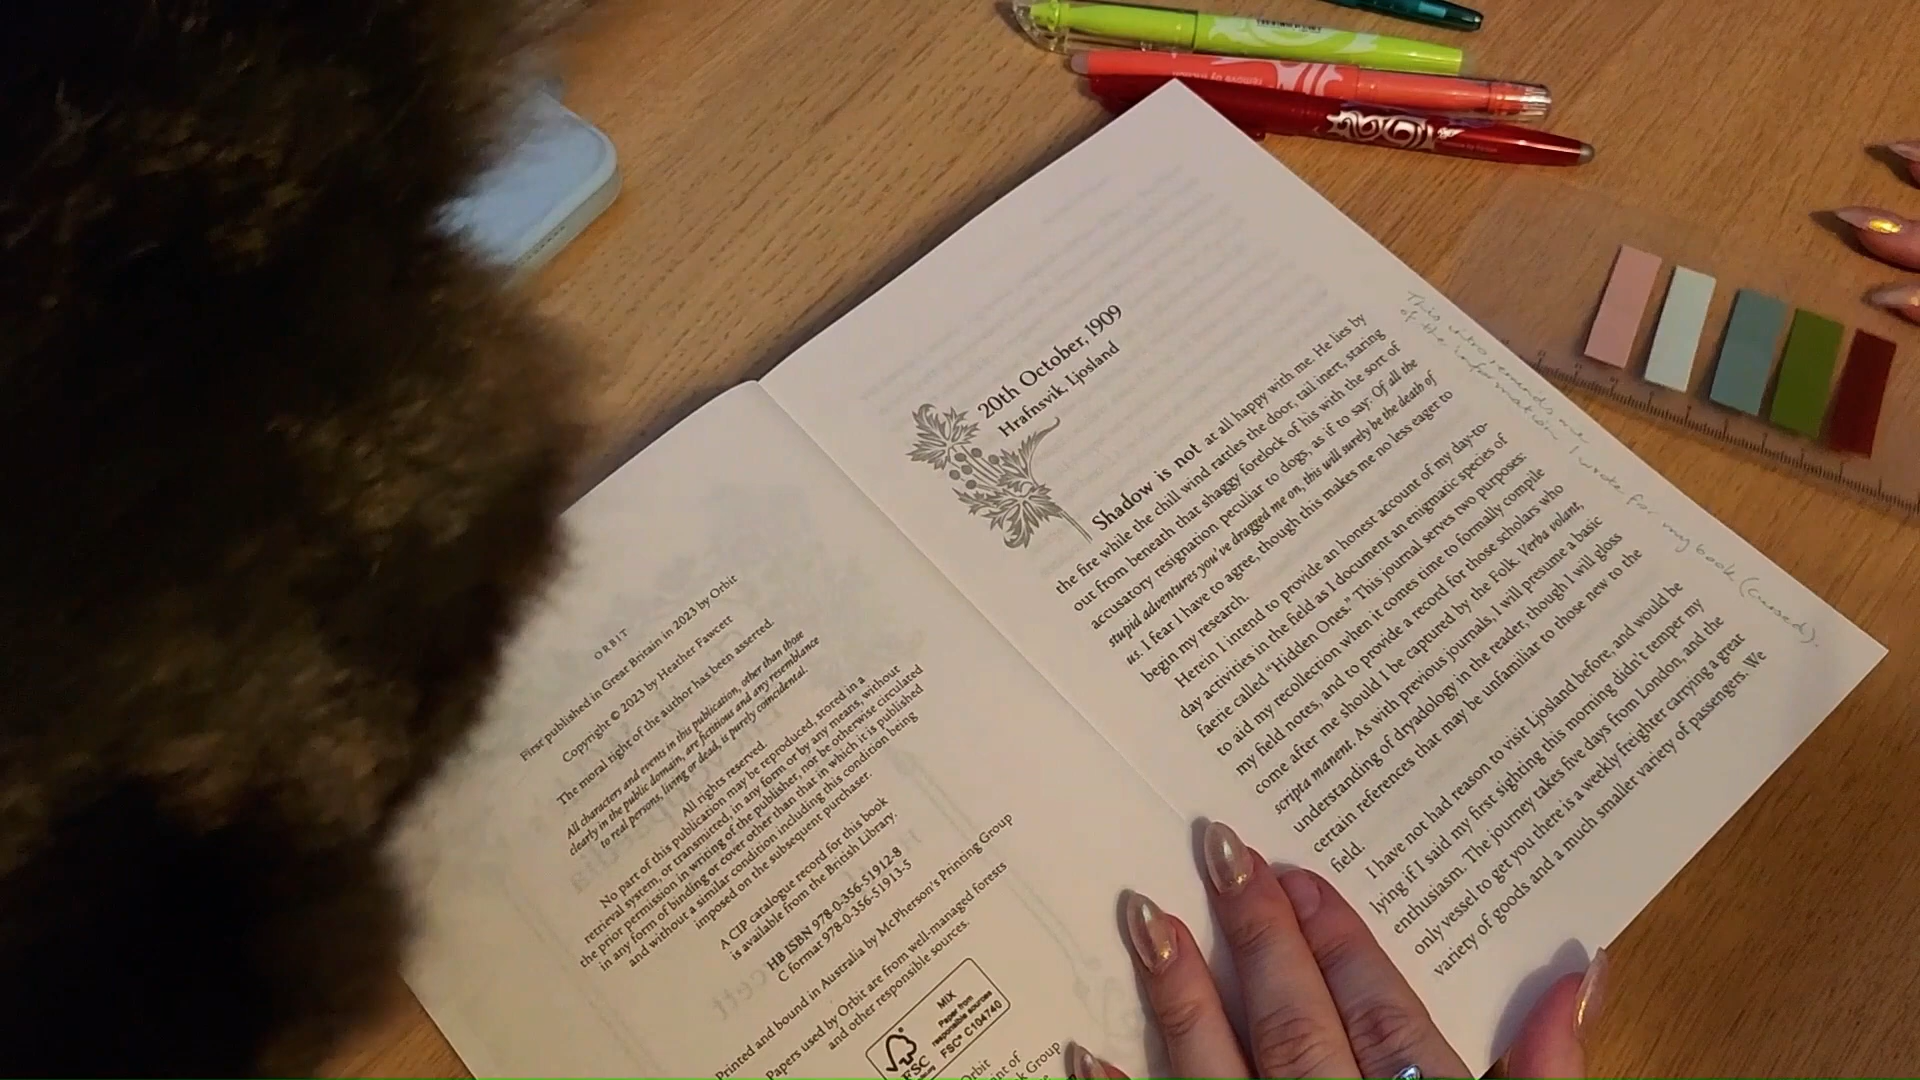 ORBIT
First published in Great Britain in 2023 by Orbit
Copyright © 2023 by Heather Fawcett
The moral right of the author has been asserted.
All characters and events in this publication, other than those
clearly in the public domain, are fictitious and any resemblance
to real persons, living or dead, is purely coincidental.
All rights reserved.
No part of this publication may be reproduced, stored in a
retrieval system, or transmitted, in any form or by any means, without
the prior permission in writing of the publisher, nor be otherwise circulated
in any form of binding or cover other than that in which it is published
and without a similar condition including this condition being
imposed on the subsequent purchaser.
A CIP catalogue record for this book
is available from the British Library.
HB ISBN 978-0-356-51912-8
C format 978-0-356-51913-5
Printed and bound in Australia by McPherson's Printing Group
Papers used by Orbit are from well-managed forests
and other responsible sources.
MIX
Paper from
responsible sources
FSC® C104740
FSC
Orbit
Group
20th October, 1909
Hrafnsvik, Ljosland
Shadow is not at all happy with me. He lies by
the fire while the chill wind rattles the door, tail inert, staring
out from beneath that shaggy forelock of his with the sort of
accusatory resignation peculiar to dogs, as if to say: Of all the
stupid adventures you've dragged me on, this will surely be the death of
us. I fear I have to agree, though this makes me no less eager to
begin my research.
Herein I intend to provide an honest account of my day-to-
day activities in the field as I document an enigmatic species of
faerie called "Hidden Ones." This journal serves two purposes:
to aid my recollection when it comes time to formally compile
my field notes, and to provide a record for those scholars who
come after me should I be captured by the Folk. Verba volant,
scripta manent. As with previous journals, I will presume a basic
understanding of dryadology in the reader, though I will gloss
certain references that may be unfamiliar to those new to the
field.
I have not had reason to visit Ljosland before, and would be
lying if I said my first sighting this morning didn't temper my
enthusiasm. The journey takes five days from London, and the
only vessel to get you there is a weekly freighter carrying a great
variety of goods and a much smaller variety of passengers. We
This intro reminds me
of the information I wrote for my book (cursed).
remove by friction